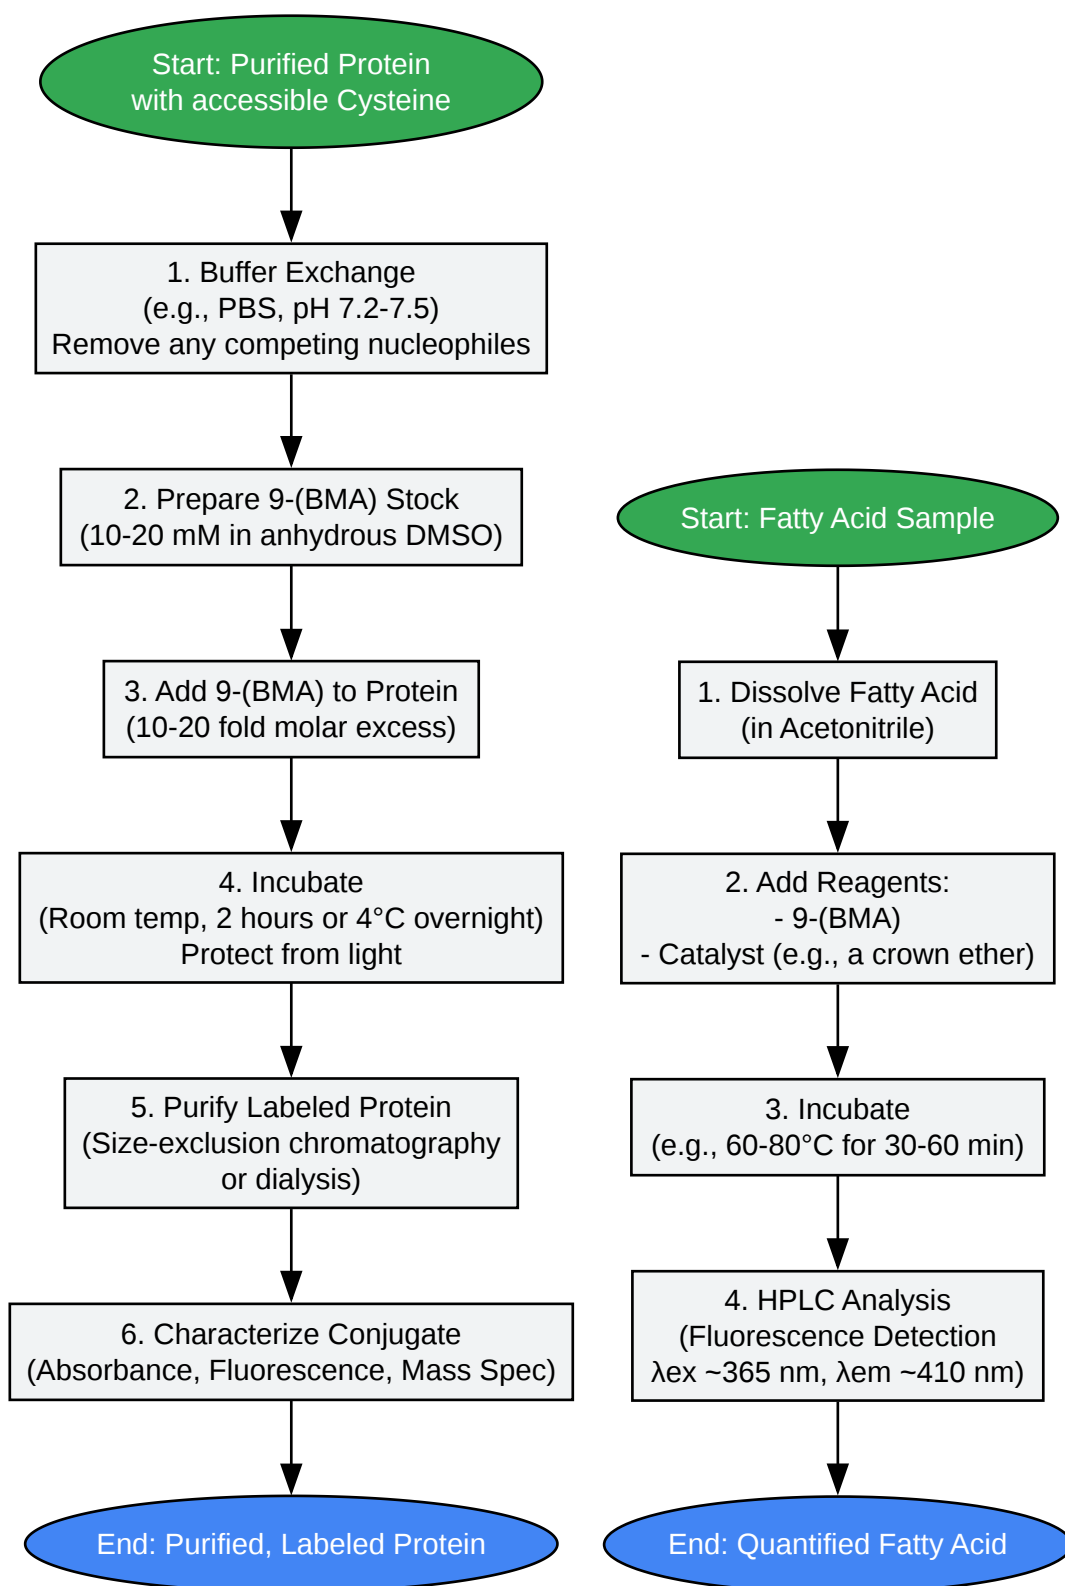 Start: Purified Protein
with accessible Cysteine
1. Buffer Exchange
(e.g., PBS, pH 7.2-7.5)
Remove any competing nucleophiles
2. Prepare 9-(BMA) Stock
(10-20 mM in anhydrous DMSO)
3. Add 9-(BMA) to Protein
(10-20 fold molar excess)
4. Incubate
(Room temp, 2 hours or 4°C overnight)
Protect from light
5. Purify Labeled Protein
(Size-exclusion chromatography
or dialysis)
6. Characterize Conjugate
(Absorbance, Fluorescence, Mass Spec)
End: Purified, Labeled Protein
Start: Fatty Acid Sample
1. Dissolve Fatty Acid
(in Acetonitrile)
2. Add Reagents:
- 9-(BMA)
- Catalyst (e.g., a crown ether)
3. Incubate
(e.g., 60-80°C for 30-60 min)
4. HPLC Analysis
(Fluorescence Detection
λex ~365 nm, λem ~410 nm)
End: Quantified Fatty Acid